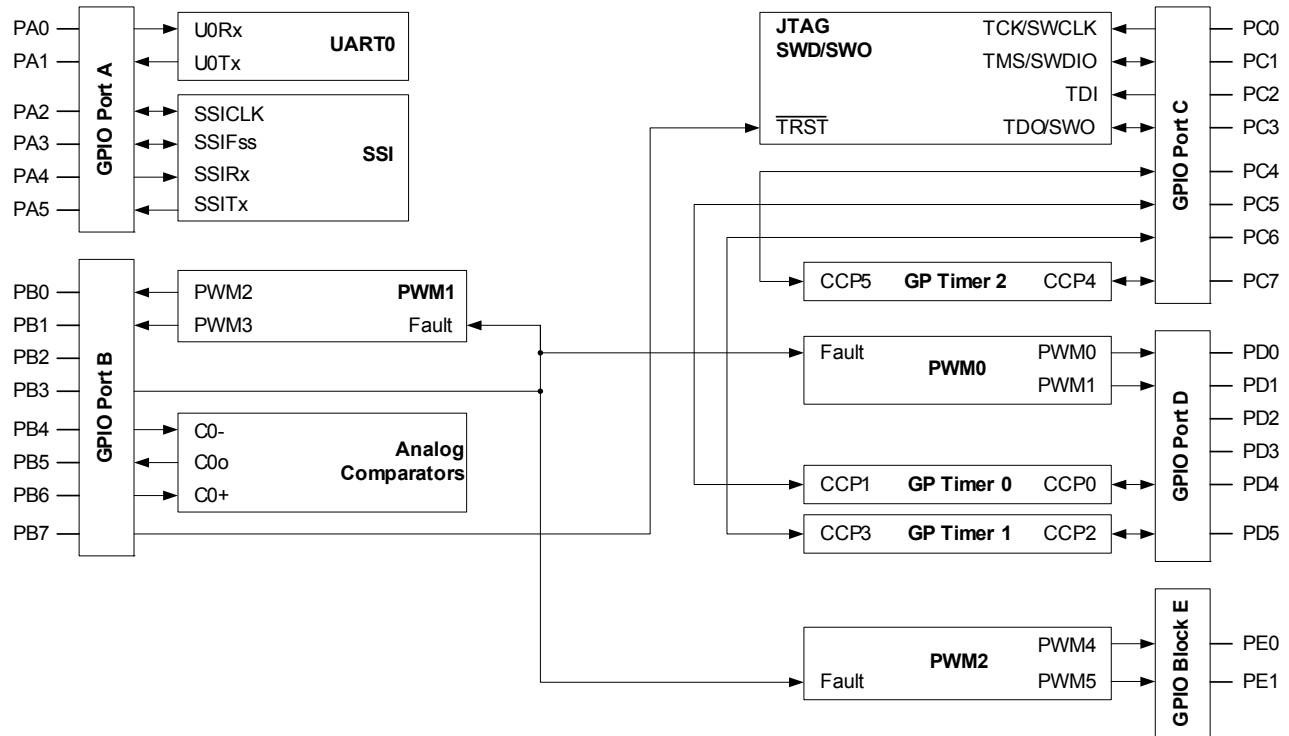 PA0
PA1
PA2
PA3
PA4
PA5
GPIO Port A
U0Rx
U0Tx
UART0
SSICLK
SSIFss
SSIRx
SSITx
SSI
PB0
PB1
PB2
PB3
PB4
PB5
PB6
PB7
GPIO Port B
PWM2
PWM3
PWM1
Fault
C0-
C0o
C0+
Analog
Comparators
JTAG
SWD/SWO
TRST
TCK/SWCLK
TMS/SWDIO
TDI
TDO/SWO
CCP5 GP Timer 2 CCP4
GPIO Port C
PC0
PC1
PC2
PC3
PC4
PC5
PC6
PC7
Fault
PWM0
PWM0
PWM1
CCP1 GP Timer 0 CCP0
CCP3 GP Timer 1 CCP2
GPIO Port D
PD0
PD1
PD2
PD3
PD4
PD5
Fault
PWM2
PWM4
PWM5
GPIO Block E
PE0
PE1